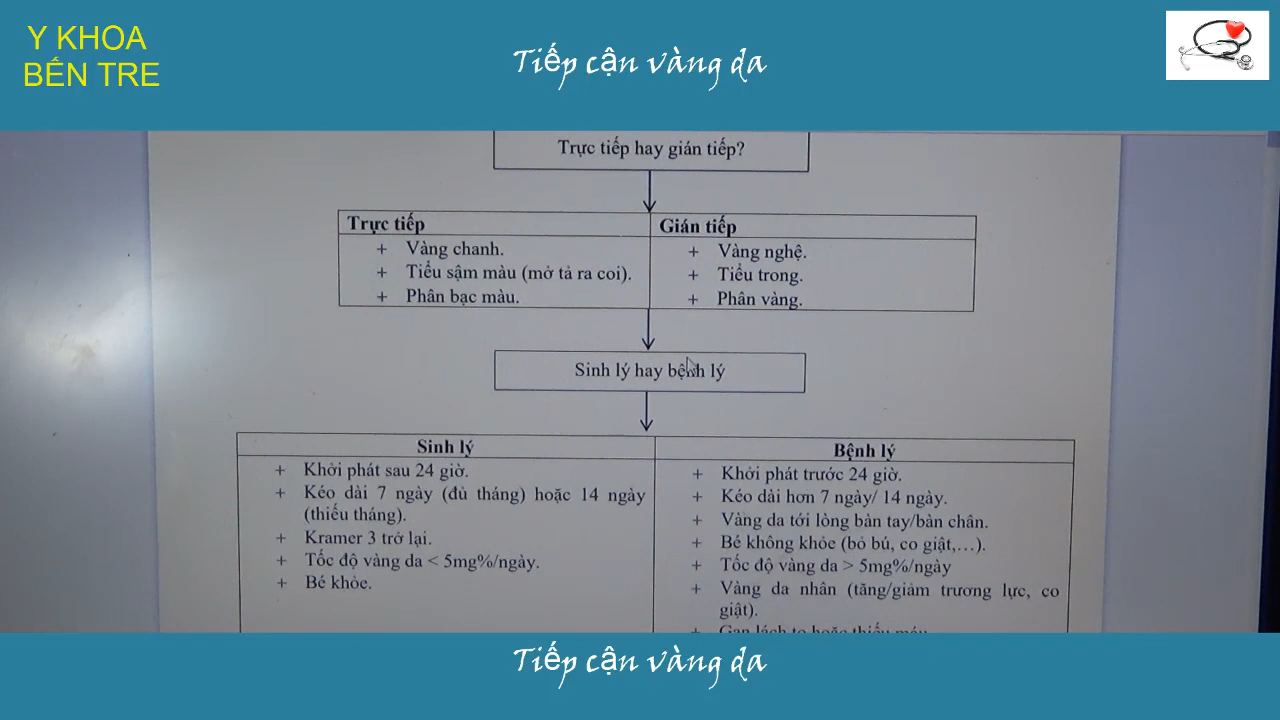 Y KHOA
BẾN TRE
Tiếp cận vàng da
Trực tiếp hay gián tiếp?
Trực tiếp
+ Vàng chanh.
+ Tiểu sậm màu (mở tả ra coi).
+ Phân bạc màu.
Gián tiếp
+ Vàng nghệ.
+ Tiểu trong.
+ Phân vàng.
Sinh lý hay bệnh lý
Sinh lý
+ Khởi phát sau 24 giờ.
+ Kéo dài 7 ngày (đủ tháng) hoặc 14 ngày
(thiếu tháng).
+ Kramer 3 trở lại.
+ Tốc độ vàng da < 5mg%/ngày.
+ Bé khỏe.
Bệnh lý
+ Khởi phát trước 24 giờ.
+ Kéo dài hơn 7 ngày/ 14 ngày.
+ Vàng da tới lòng bàn tay/bàn chân.
+ Bé không khỏe (bỏ bú, co giật,…).
+ Tốc độ vàng da > 5mg%/ngày
+ Vàng da nhân (tăng/giảm trương lực, co
giật).
+ Gan lách to hoặc thiếu máu
Tiếp cận vàng da